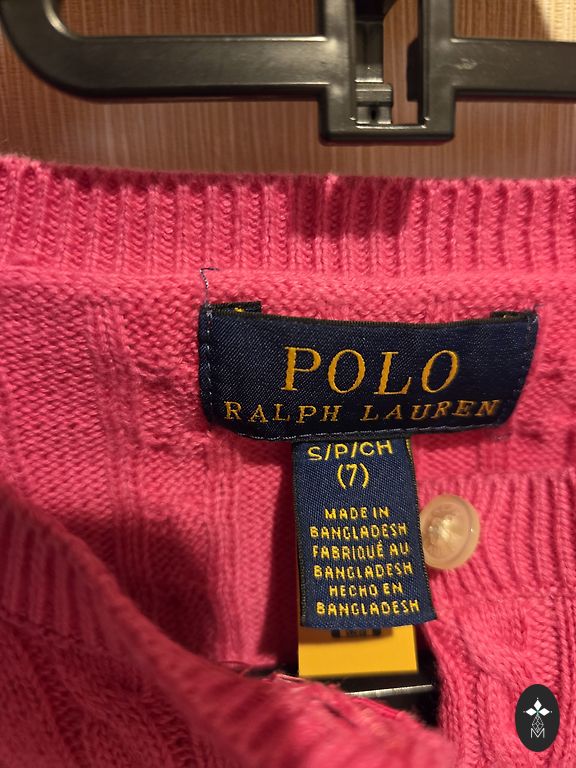 POLO
RALPH LAUREN
S/P/CH
(7)
MADE IN
BANGLADESH
FABRIQUÉ AU
BANGLADESH
HECHO EN
BANGLADESH
M